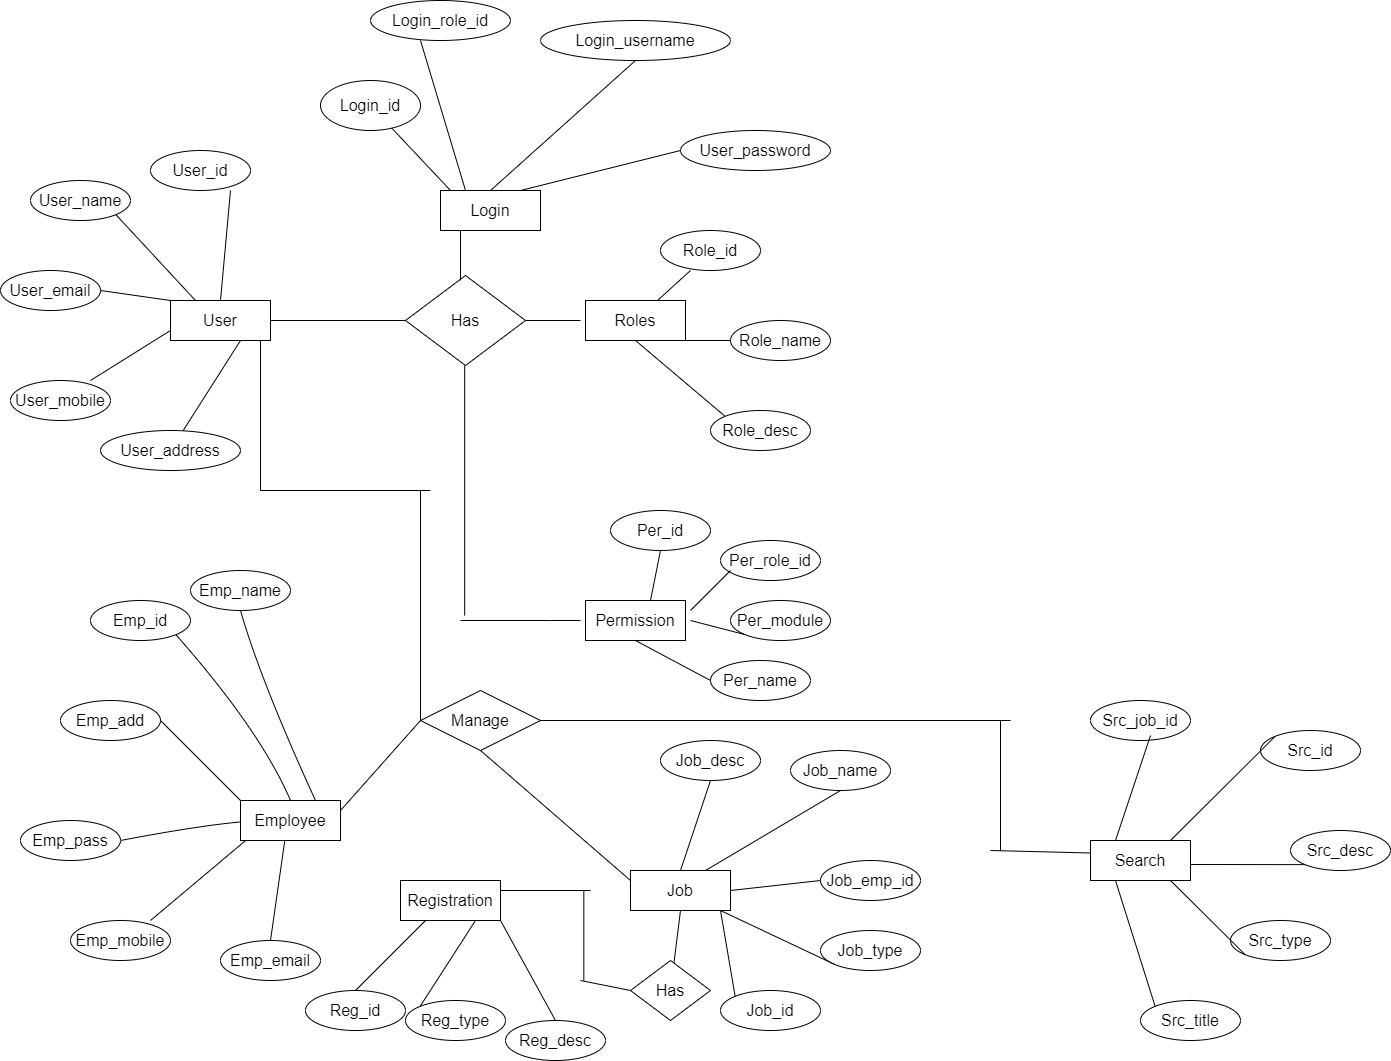 Login_role_id
Login_username
Login_id
User_password
User_id
User_name
Login
Role_id
User_email
User
Has
Roles
Role_name
User_mobile
Role_desc
User_address
Per_id
Per_role_id
Emp_name
Emp_id
Permission
Per_module
Per_name
Emp_add
Manage
Src_job_id
Src_id
Job_desc
Job_name
Employee
Emp_pass
Src_desc
Search
Job_emp_id
Job
Registration
Emp_mobile
Src_type
Job_type
Emp_email
Has
Reg_id
Reg_type
Job_id
Src_title
Reg_desc